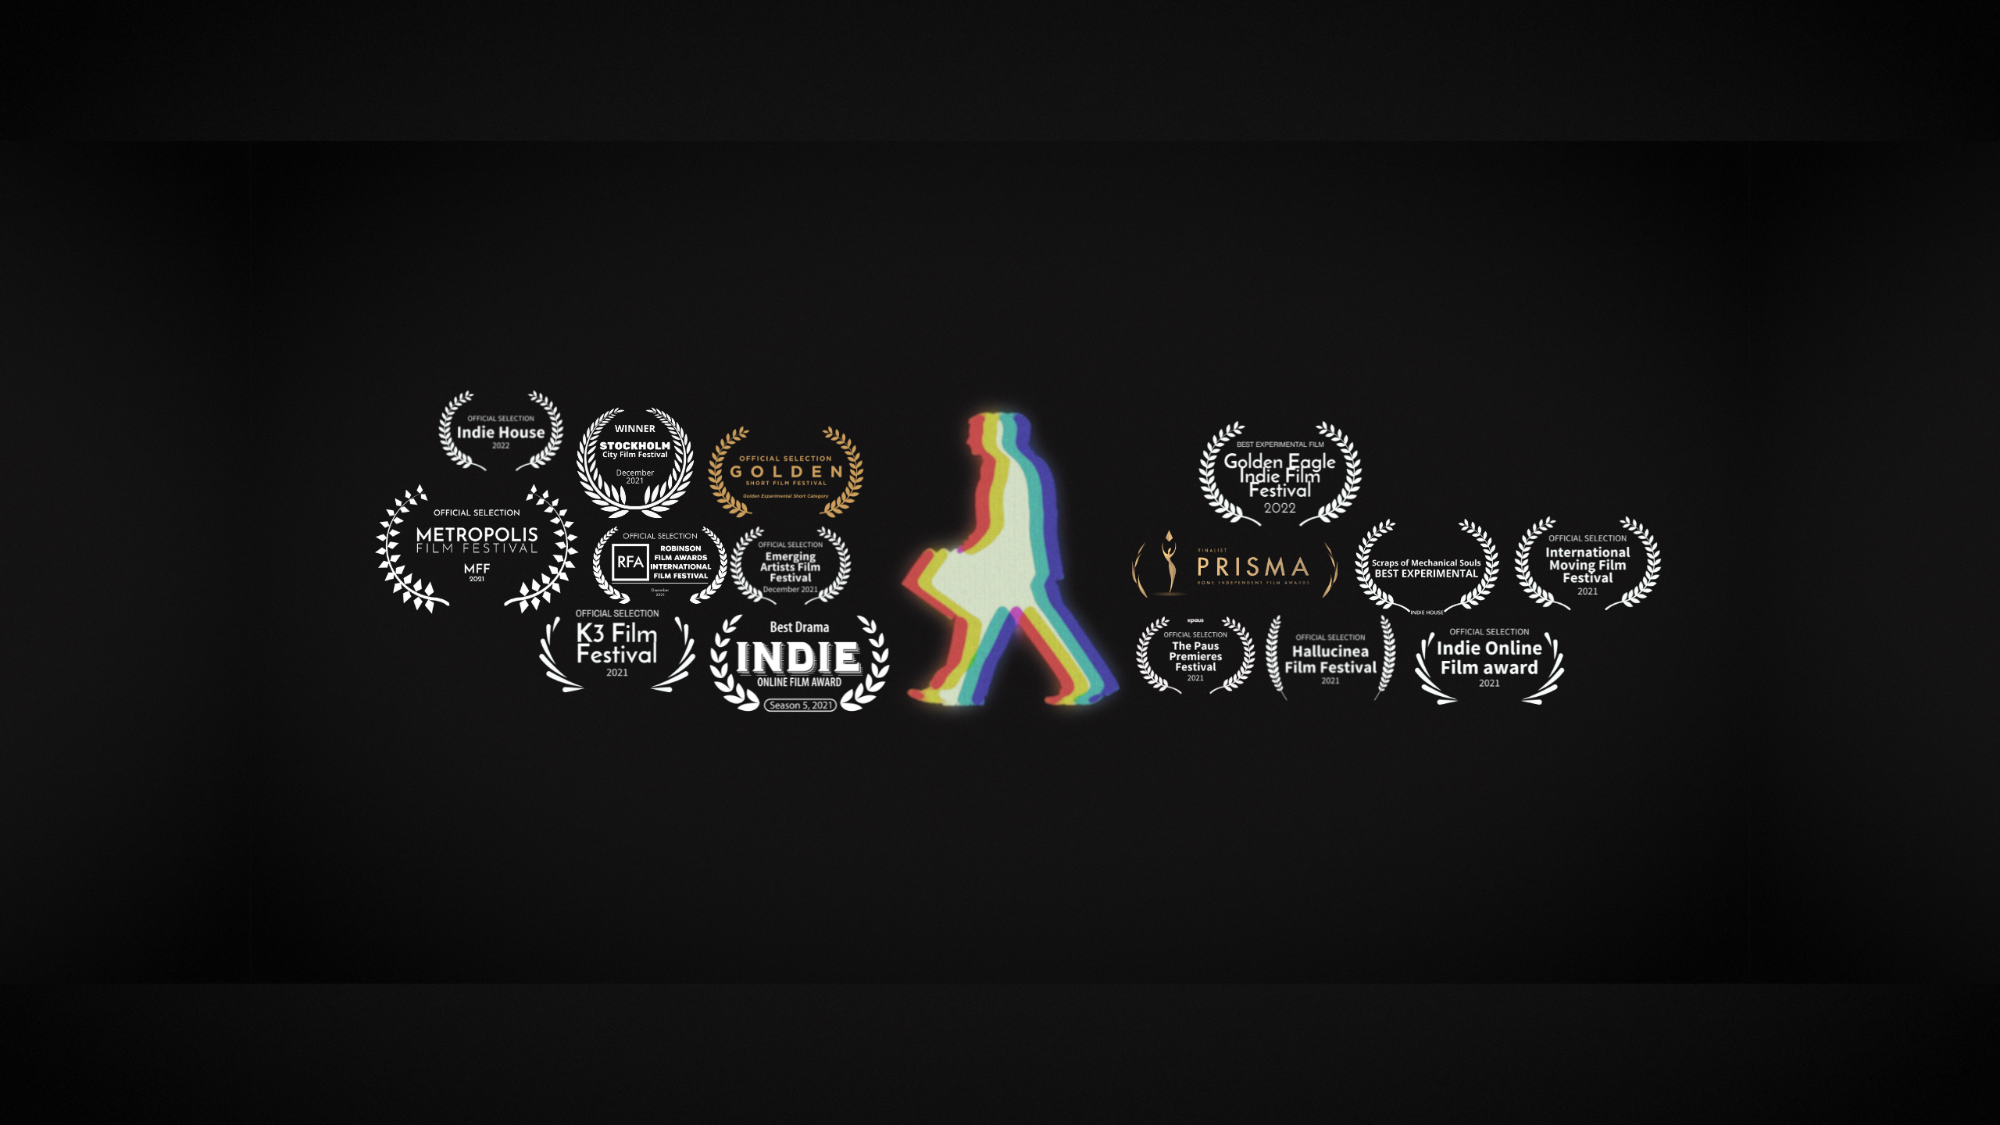 OFFICIAL SELECTION
Indie House
2022
WINNER
STOCKHOLM
City Film Festival
December
2021
OFFICIAL SELECTION
GOLDEN
SHORT FILM FESTIVAL
Golden Experimental Short Category
OFFICIAL SELECTION
METROPOLIS
FILM FESTIVAL
MFF
2021
OFFICIAL SELECTION
RFA
ROBINSON
FILM AWARDS
INTERNATIONAL
FILM FESTIVAL
December
2021
OFFICIAL SELECTION
Emerging
Artists Film
Festival
December 2021
OFFICIAL SELECTION
K3 Film
Festival
2021
Best Drama
INDIE
ONLINE FILM AWARD
Season 5, 2021
BEST EXPERIMENTAL FILM
Golden Eagle
Indie Film
Festival
2022
FINALIST
PRISMA
ROME INDEPENDENT FILM AWARDS
Scraps of Mechanical Souls
BEST EXPERIMENTAL
INDIE HOUSE
OFFICIAL SELECTION
International
Moving Film
Festival
2021
paus
OFFICIAL SELECTION
The Paus
Premieres
Festival
2021
OFFICIAL SELECTION
Hallucinea
Film Festival
2021
OFFICIAL SELECTION
Indie Online
Film award
2021